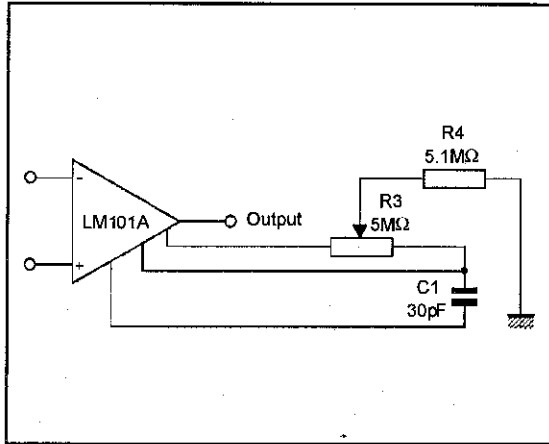 R4
5.1MΩ
-
LM101A
Output
R3
5MΩ
+
C1
30pF